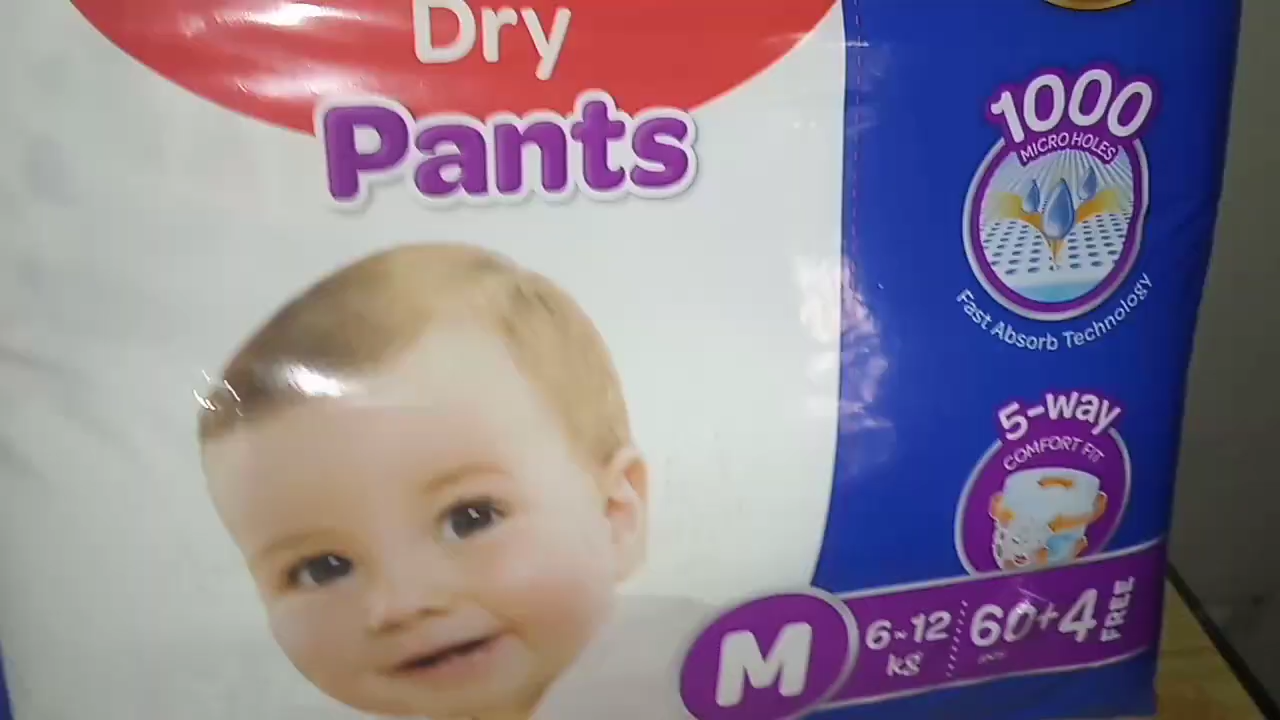 Dry
Pants
1000
MICRO HOLES
Fast Absorb Technology
5-way
COMFORT FIT
M
6-12
kg
60+4
FREE